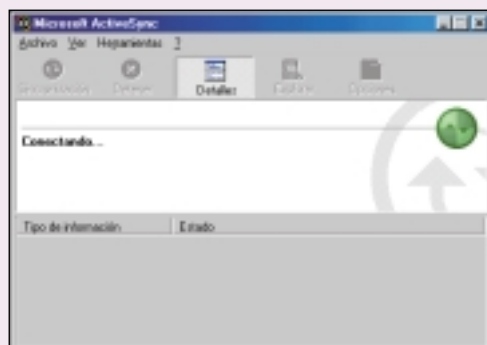 Microsoft ActiveSync
Archivo Ver Herramientas ?
Sincronización Detener Detalles Explorar Opciones
Conectando...
Tipo de información Estado